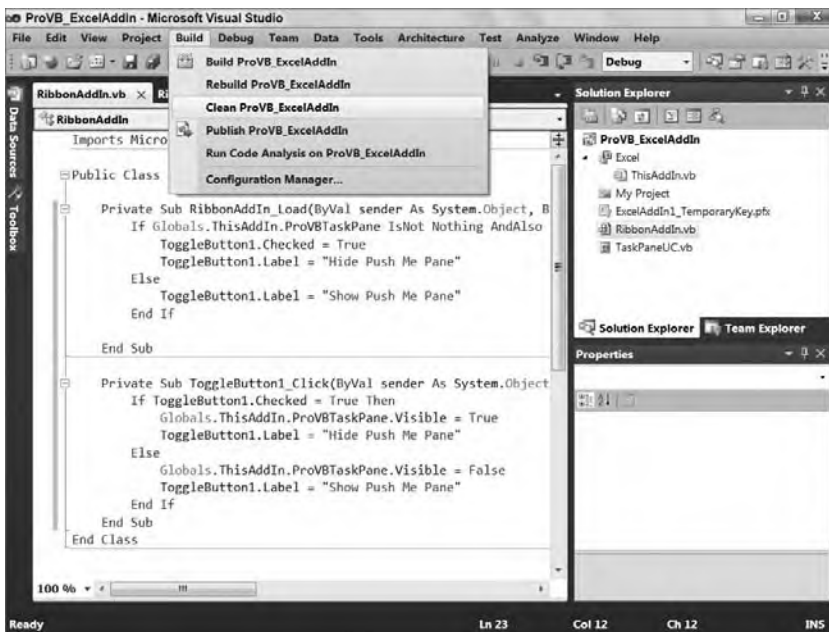 ProVB_ExcelAddIn - Microsoft Visual Studio
File Edit View Project Build Debug Team Data Tools Architecture Test Analyze Window Help
Debug
Build ProVB_ExcelAddIn
Rebuild ProVB_ExcelAddIn
Clean ProVB_ExcelAddIn
Publish ProVB_ExcelAddIn
Run Code Analysis on ProVB_ExcelAddIn
Configuration Manager...
Data Sources
Toolbox
RibbonAddIn.vb
RibbonAddIn
Imports Micro
Public Class
Private Sub RibbonAddIn_Load(ByVal sender As System.Object, B
If Globals.ThisAddIn.ProVBTaskPane IsNot Nothing AndAlso
ToggleButton1.Checked = True
ToggleButton1.Label = "Hide Push Me Pane"
Else
ToggleButton1.Label = "Show Push Me Pane"
End If
End Sub
Private Sub ToggleButton1_Click(ByVal sender As System.Object
If ToggleButton1.Checked = True Then
Globals.ThisAddIn.ProVBTaskPane.Visible = True
ToggleButton1.Label = "Hide Push Me Pane"
Else
Globals.ThisAddIn.ProVBTaskPane.Visible = False
ToggleButton1.Label = "Show Push Me Pane"
End If
End Sub
End Class
100 %
Solution Explorer
ProVB_ExcelAddIn
Excel
ThisAddIn.vb
My Project
ExcelAddIn1_TemporaryKey.pfx
RibbonAddIn.vb
TaskPaneUC.vb
Solution Explorer Team Explorer
Properties
Ready Ln 23 Col 12 Ch 12 INS